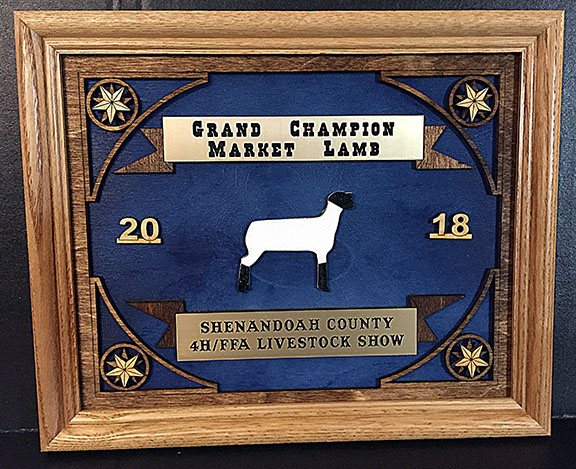 GRAND CHAMPION
MARKET LAMB
20 18
SHENANDOAH COUNTY
4H/FFA LIVESTOCK SHOW